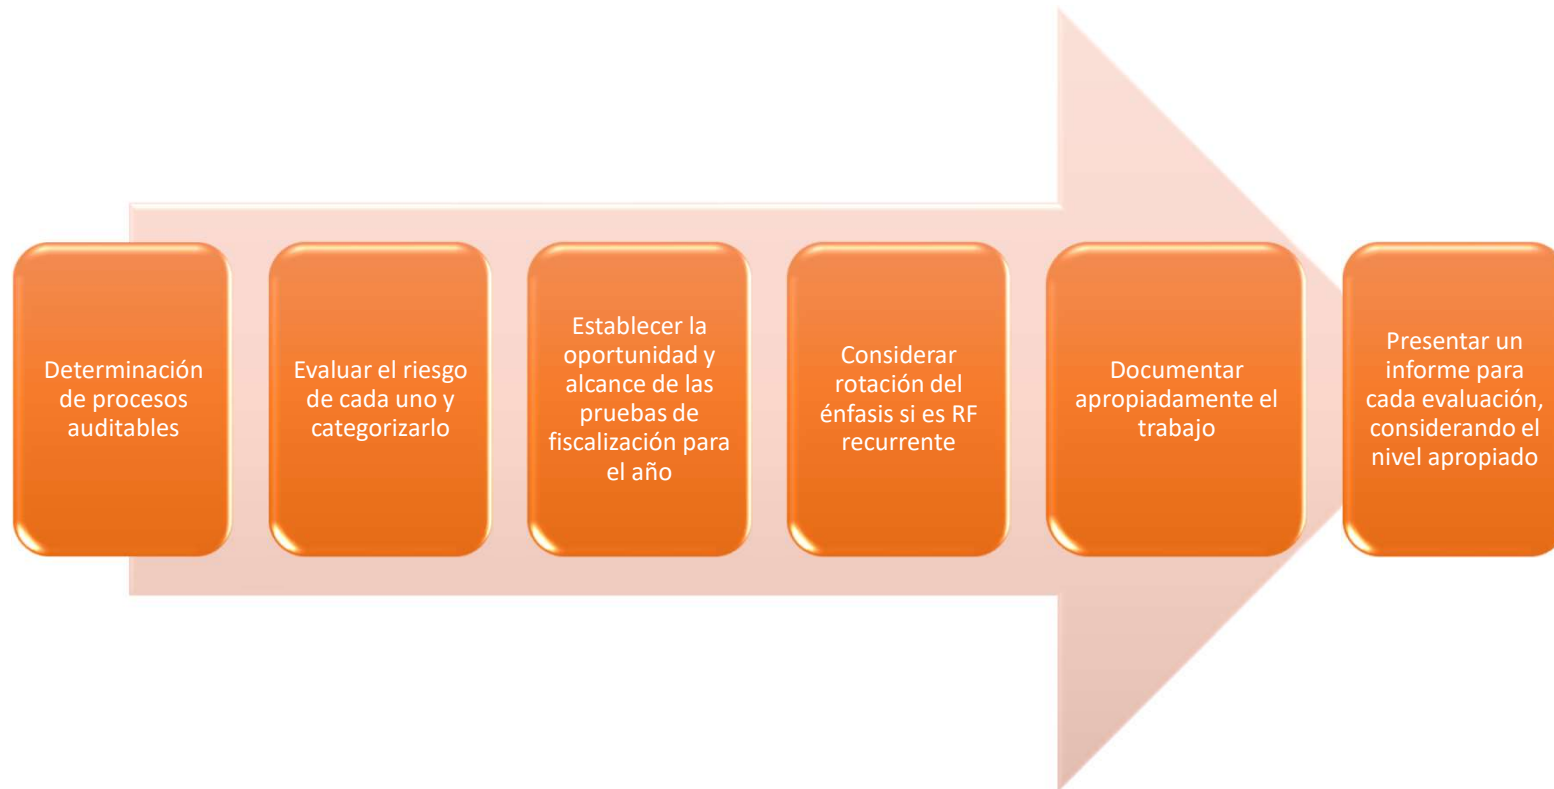 Determinación
de procesos
auditables
Evaluar el riesgo
de cada uno y
categorizarlo
Establecer la
oportunidad y
alcance de las
pruebas de
fiscalización para
el año
Considerar
rotación del
énfasis si es RF
recurrente
Documentar
apropiadamente el
trabajo
Presentar un
informe para
cada evaluación,
considerando el
nivel apropiado